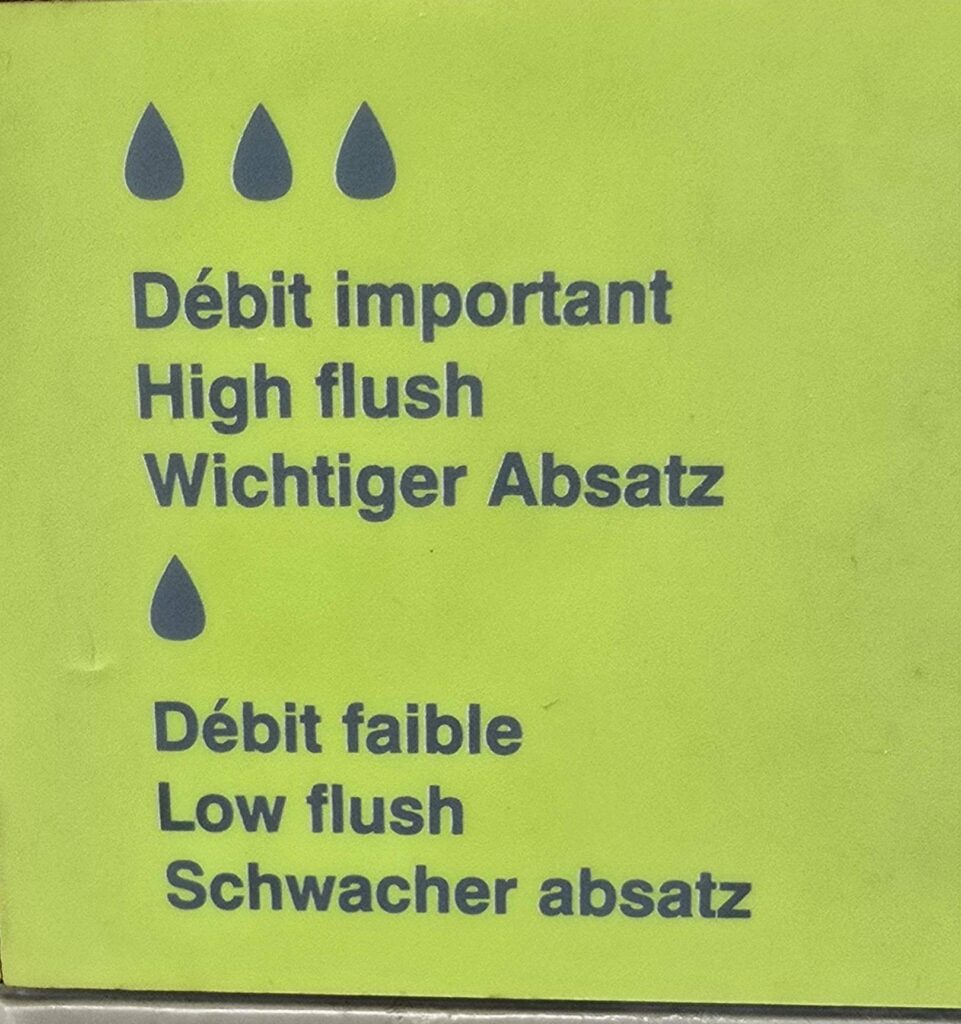 Débit important
High flush
Wichtiger Absatz
Débit faible
Low flush
Schwacher absatz